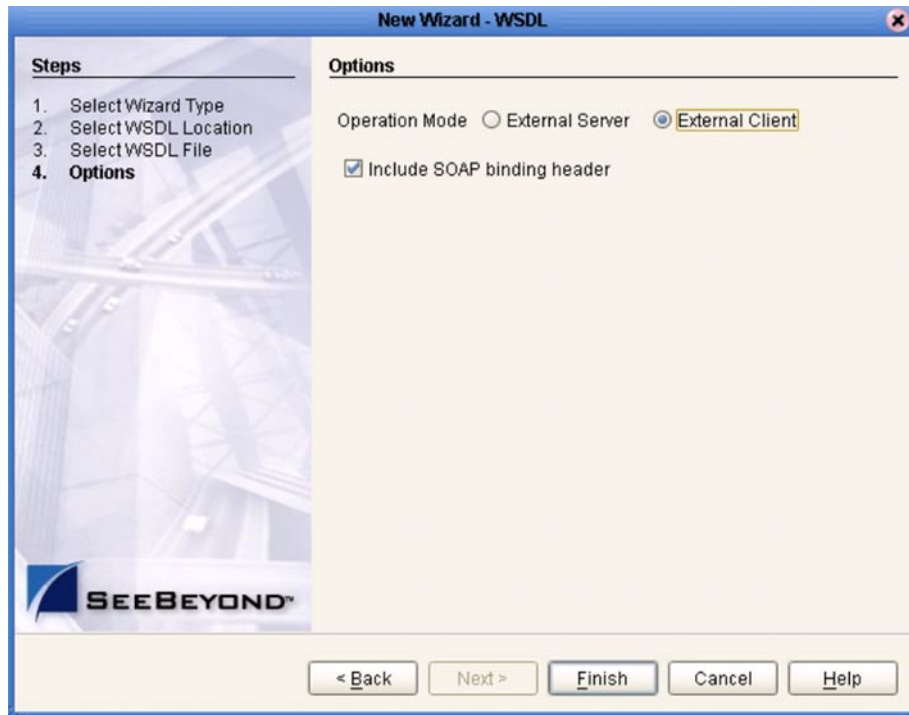 New Wizard - WSDL
Steps
1. Select Wizard Type
2. Select WSDL Location
3. Select WSDL File
4. Options
SEEBEYOND™
Options
Operation Mode External Server External Client
Include SOAP binding header
< Back Next > Finish Cancel Help